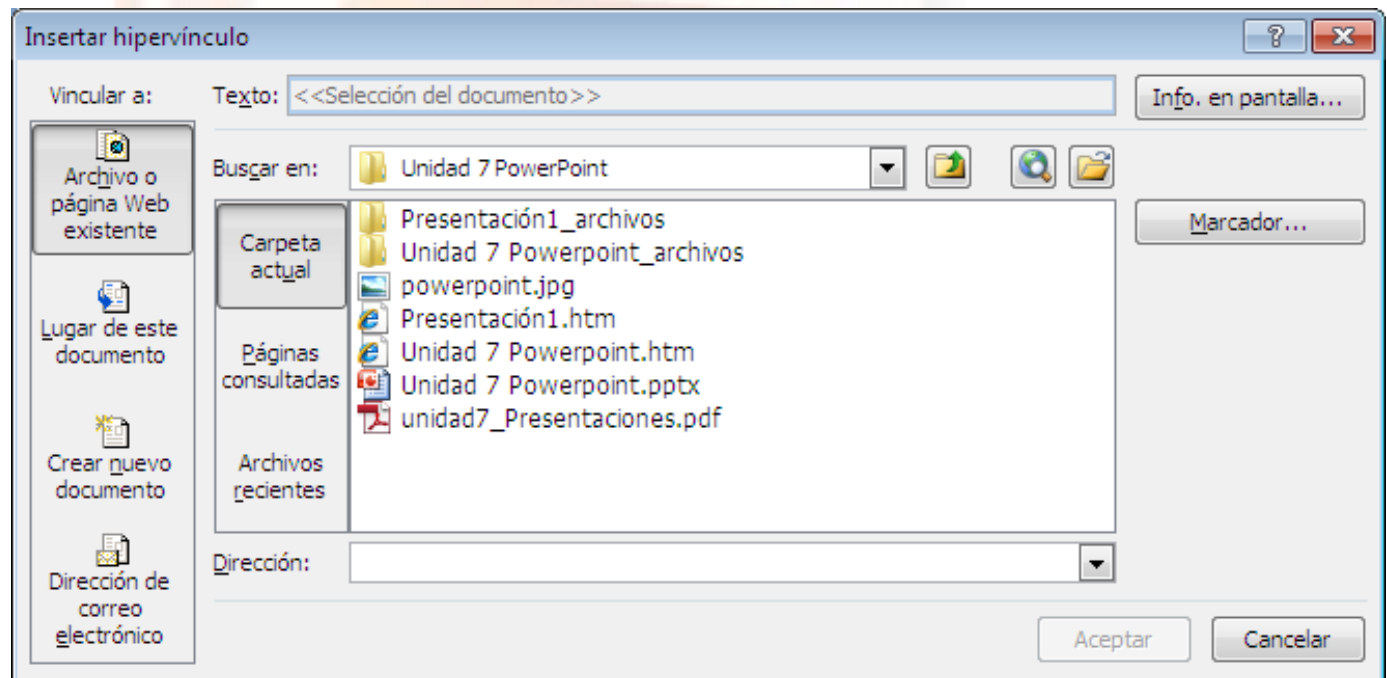 Insertar hipervínculo
Vincular a:
Texto: <<Selección del documento>>
Info. en pantalla...
Archivo o
página Web
existente
Lugar de este
documento
Crear nuevo
documento
Dirección de
correo
electrónico
Buscar en: Unidad 7 PowerPoint
Carpeta
actual
Páginas
consultadas
Archivos
recientes
Presentación1_archivos
Unidad 7 Powerpoint_archivos
powerpoint.jpg
Presentación1.htm
Unidad 7 Powerpoint.htm
Unidad 7 Powerpoint.pptx
unidad7_Presentaciones.pdf
Marcador...
Dirección:
Aceptar
Cancelar